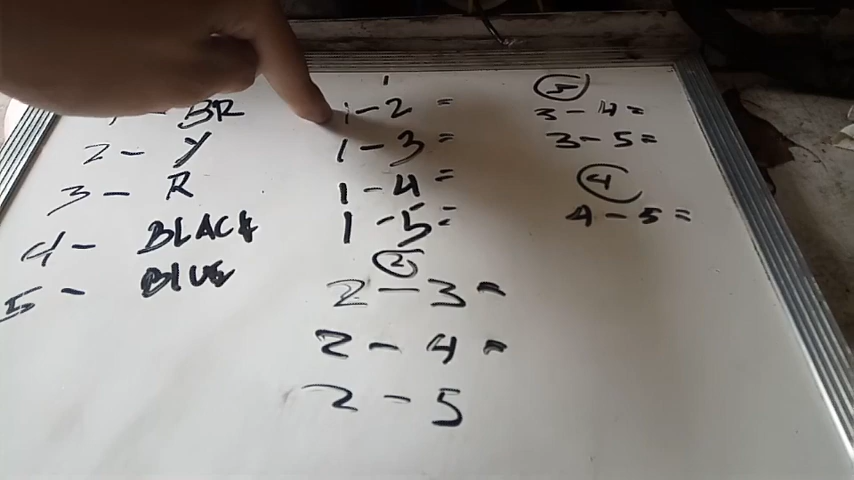 1 - BR
2 - Y
3 - R
4 - BLACK
5 - BLUE
1
1 - 2 =
1 - 3 =
1 - 4 =
1 - 5 =
2
2 - 3 =
2 - 4 =
2 - 5
3
3 - 4 =
3 - 5 =
4
4 - 5 =